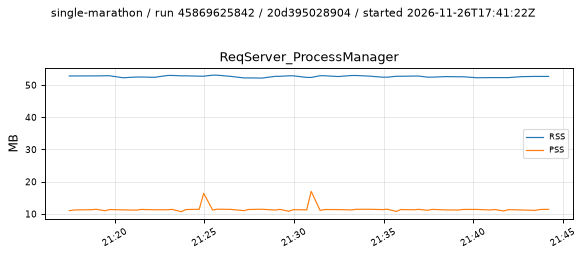 single-marathon / run 45869625842 / 20d395028904 / started 2026-11-26T17:41:22Z
ReqServer_ProcessManager
MB
50
40
30
20
10
RSS
PSS
21:20
21:25
21:30
21:35
21:40
21:45